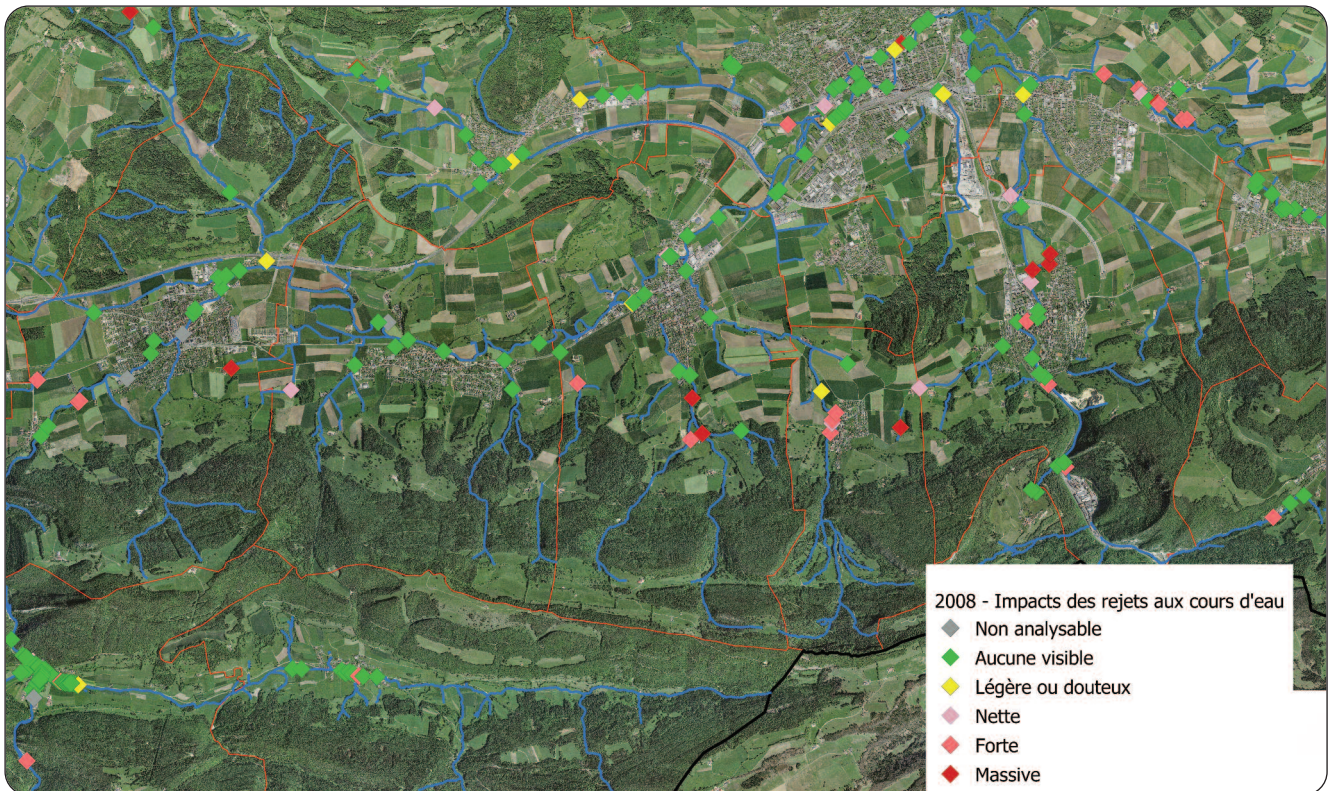 2008 - Impacts des rejets aux cours d'eau
Non analysable
Aucune visible
Légère ou douteux
Nette
Forte
Massive